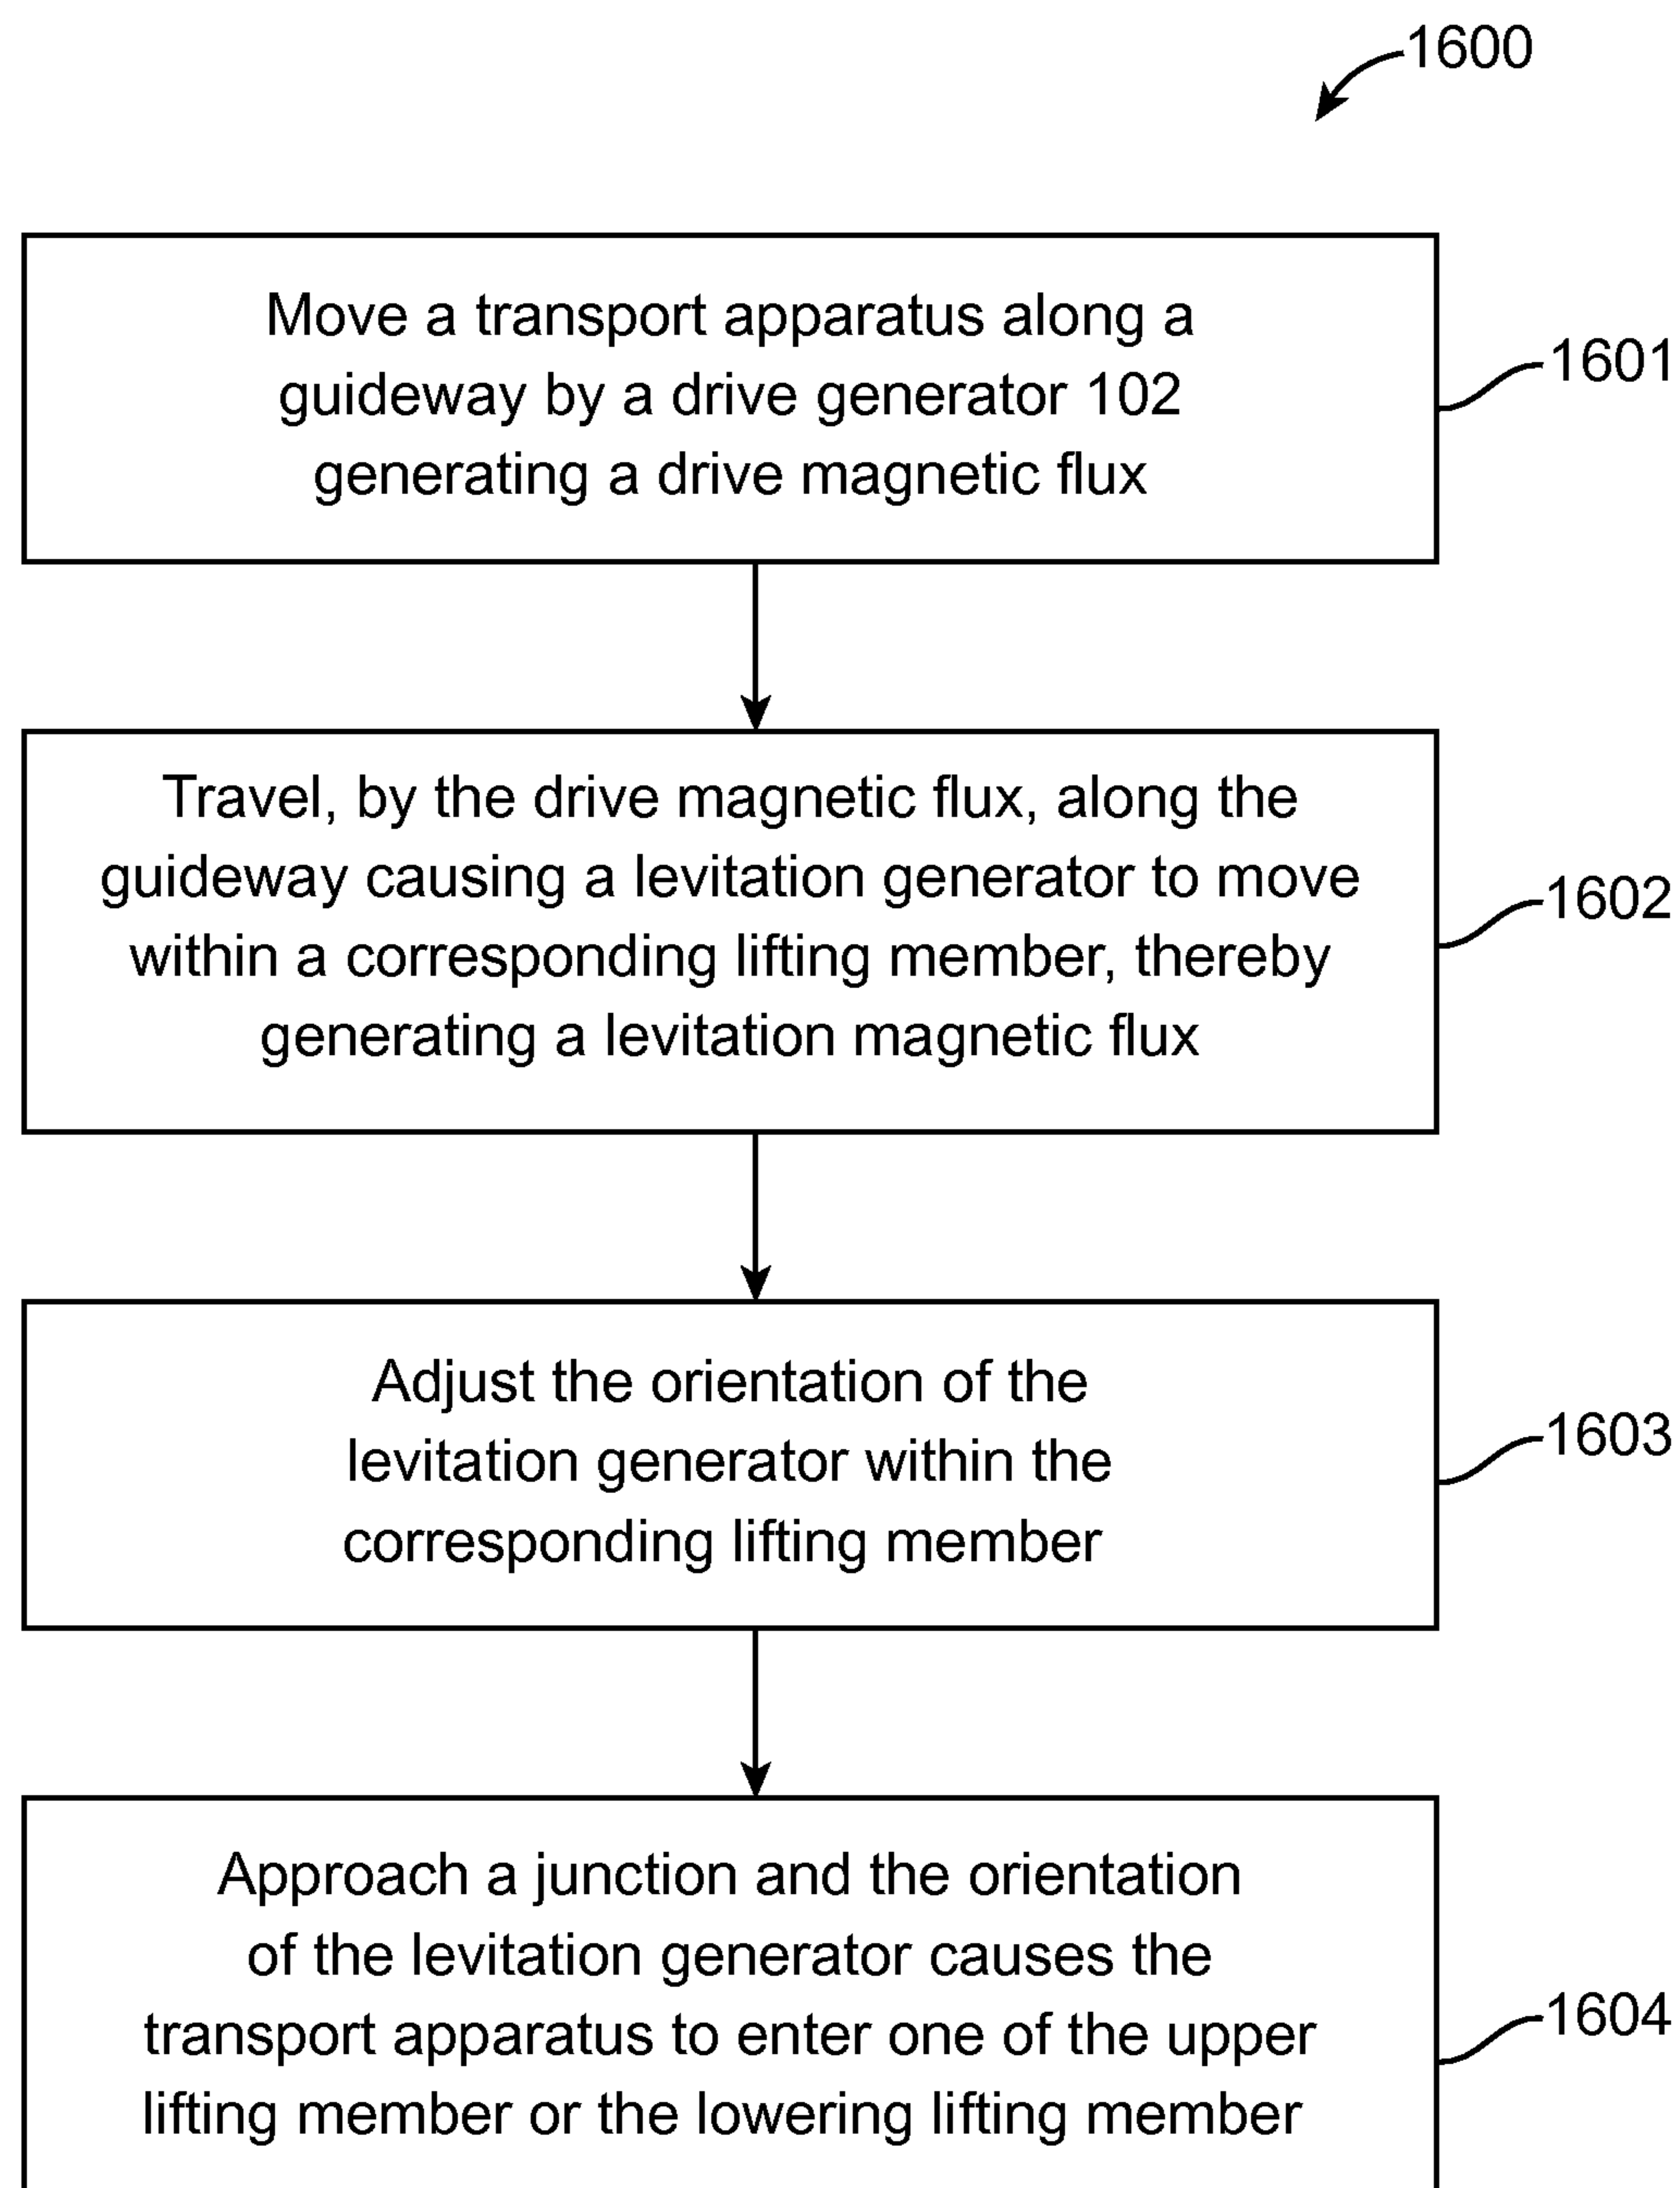 1600
Move a transport apparatus along a
guideway by a drive generator 102
generating a drive magnetic flux
1601
Travel, by the drive magnetic flux, along the
guideway causing a levitation generator to move
within a corresponding lifting member, thereby
generating a levitation magnetic flux
1602
Adjust the orientation of the
levitation generator within the
corresponding lifting member
1603
Approach a junction and the orientation
of the levitation generator causes the
transport apparatus to enter one of the upper
lifting member or the lowering lifting member
1604